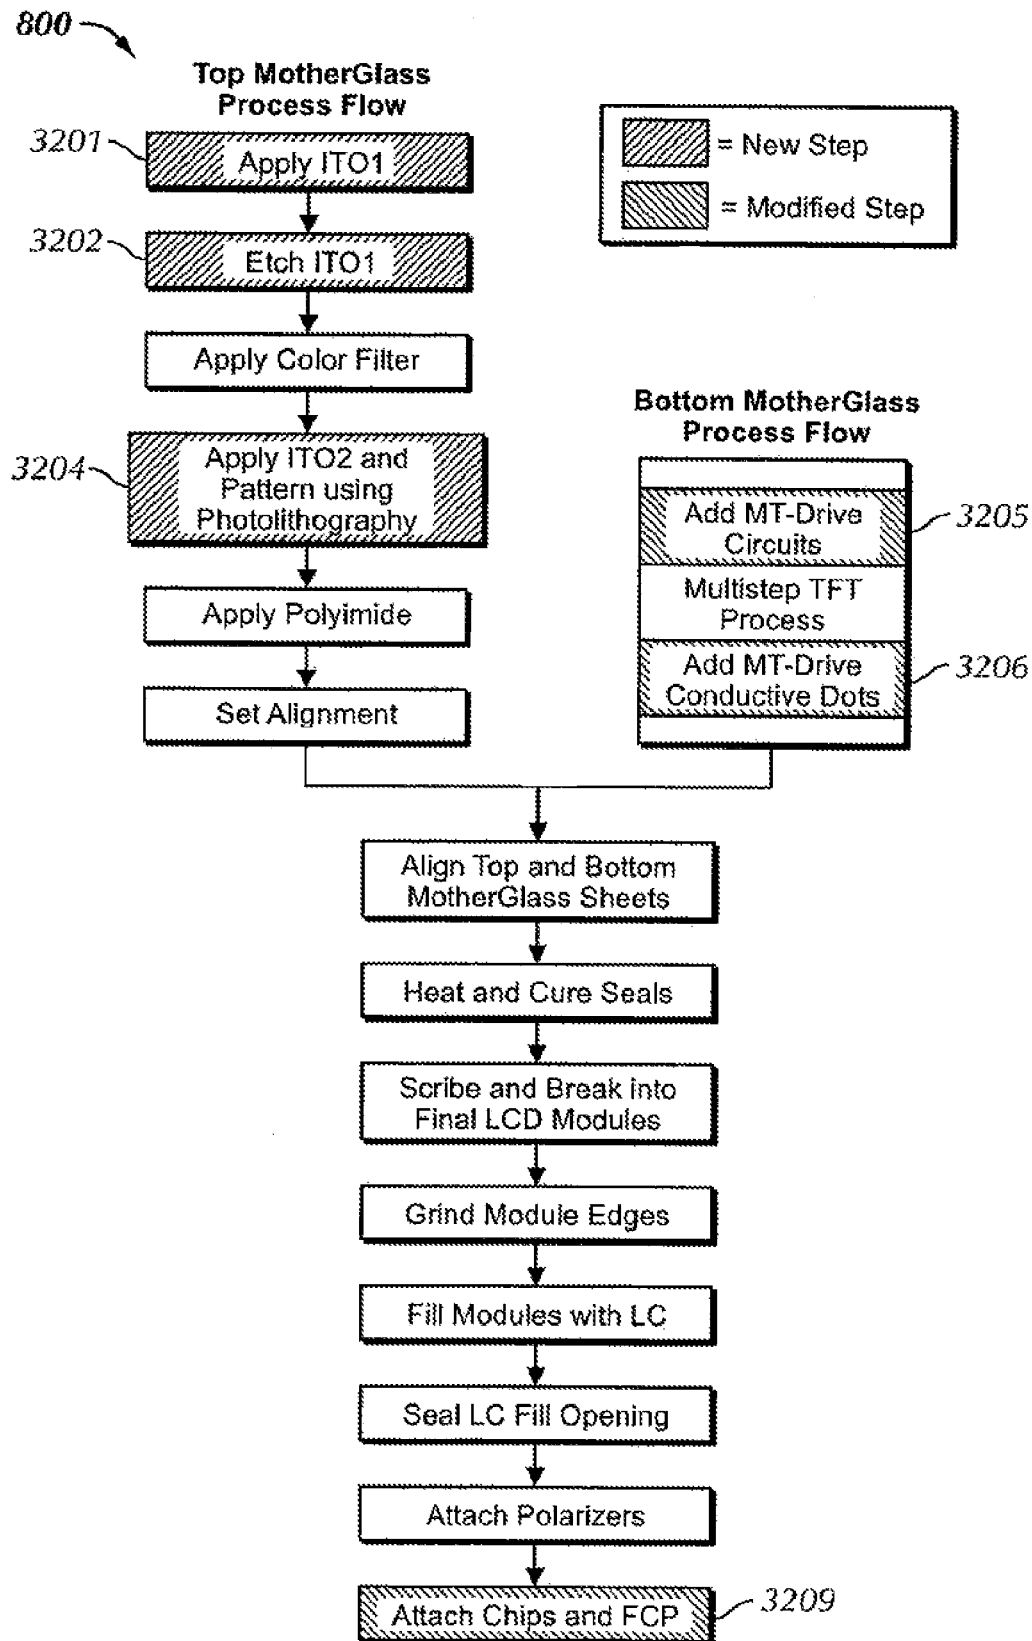 800
Top MotherGlass
Process Flow
3201
Apply ITO1
= New Step
= Modified Step
3202
Etch ITO1
Apply Color Filter
Bottom MotherGlass
Process Flow
3204
Apply ITO2 and
Pattern using
Photolithography
Add MT-Drive
Circuits
3205
Multistep TFT
Process
Apply Polyimide
Add MT-Drive
Conductive Dots
3206
Set Alignment
Align Top and Bottom
MotherGlass Sheets
Heat and Cure Seals
Scribe and Break into
Final LCD Modules
Grind Module Edges
Fill Modules with LC
Seal LC Fill Opening
Attach Polarizers
Attach Chips and FCP
3209